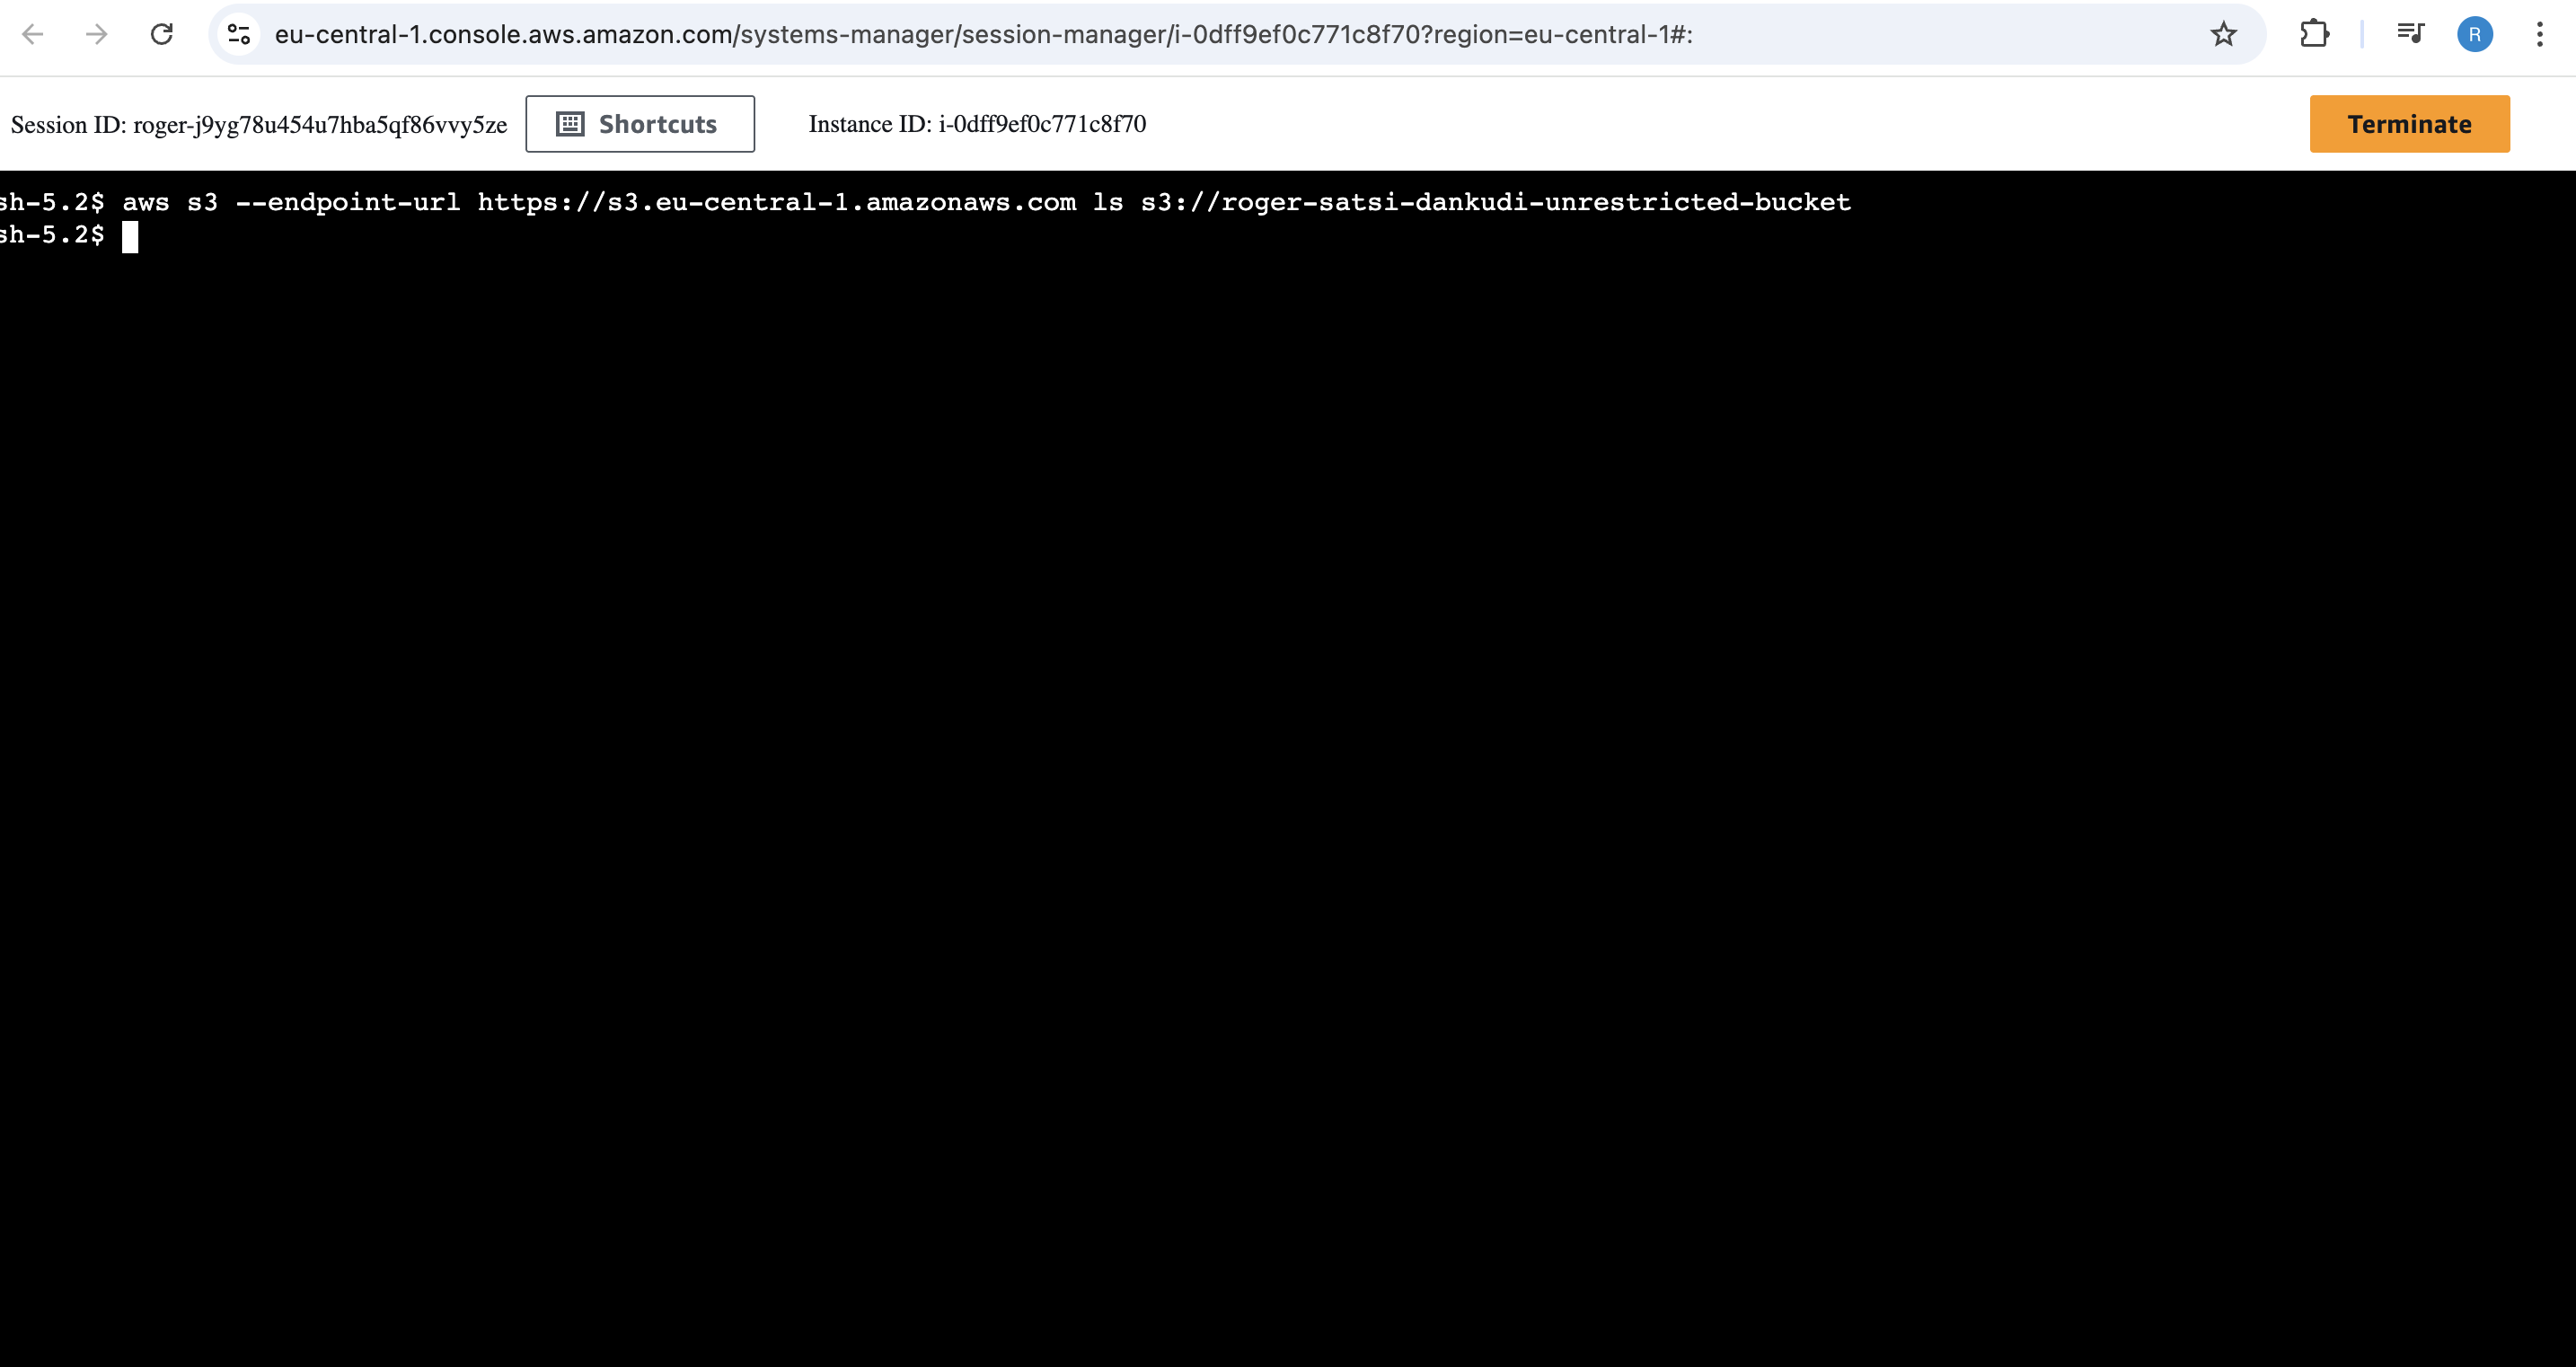 eu-central-1.console.aws.amazon.com/systems-manager/session-manager/i-0dff9ef0c771c8f70?region=eu-central-1#:
R
Session ID: roger-j9yg78u454u7hba5qf86vvy5ze Shortcuts Instance ID: i-0dff9ef0c771c8f70 Terminate
sh-5.2$ aws s3 --endpoint-url https://s3.eu-central-1.amazonaws.com ls s3://roger-satsi-dankudi-unrestricted-bucket
sh-5.2$